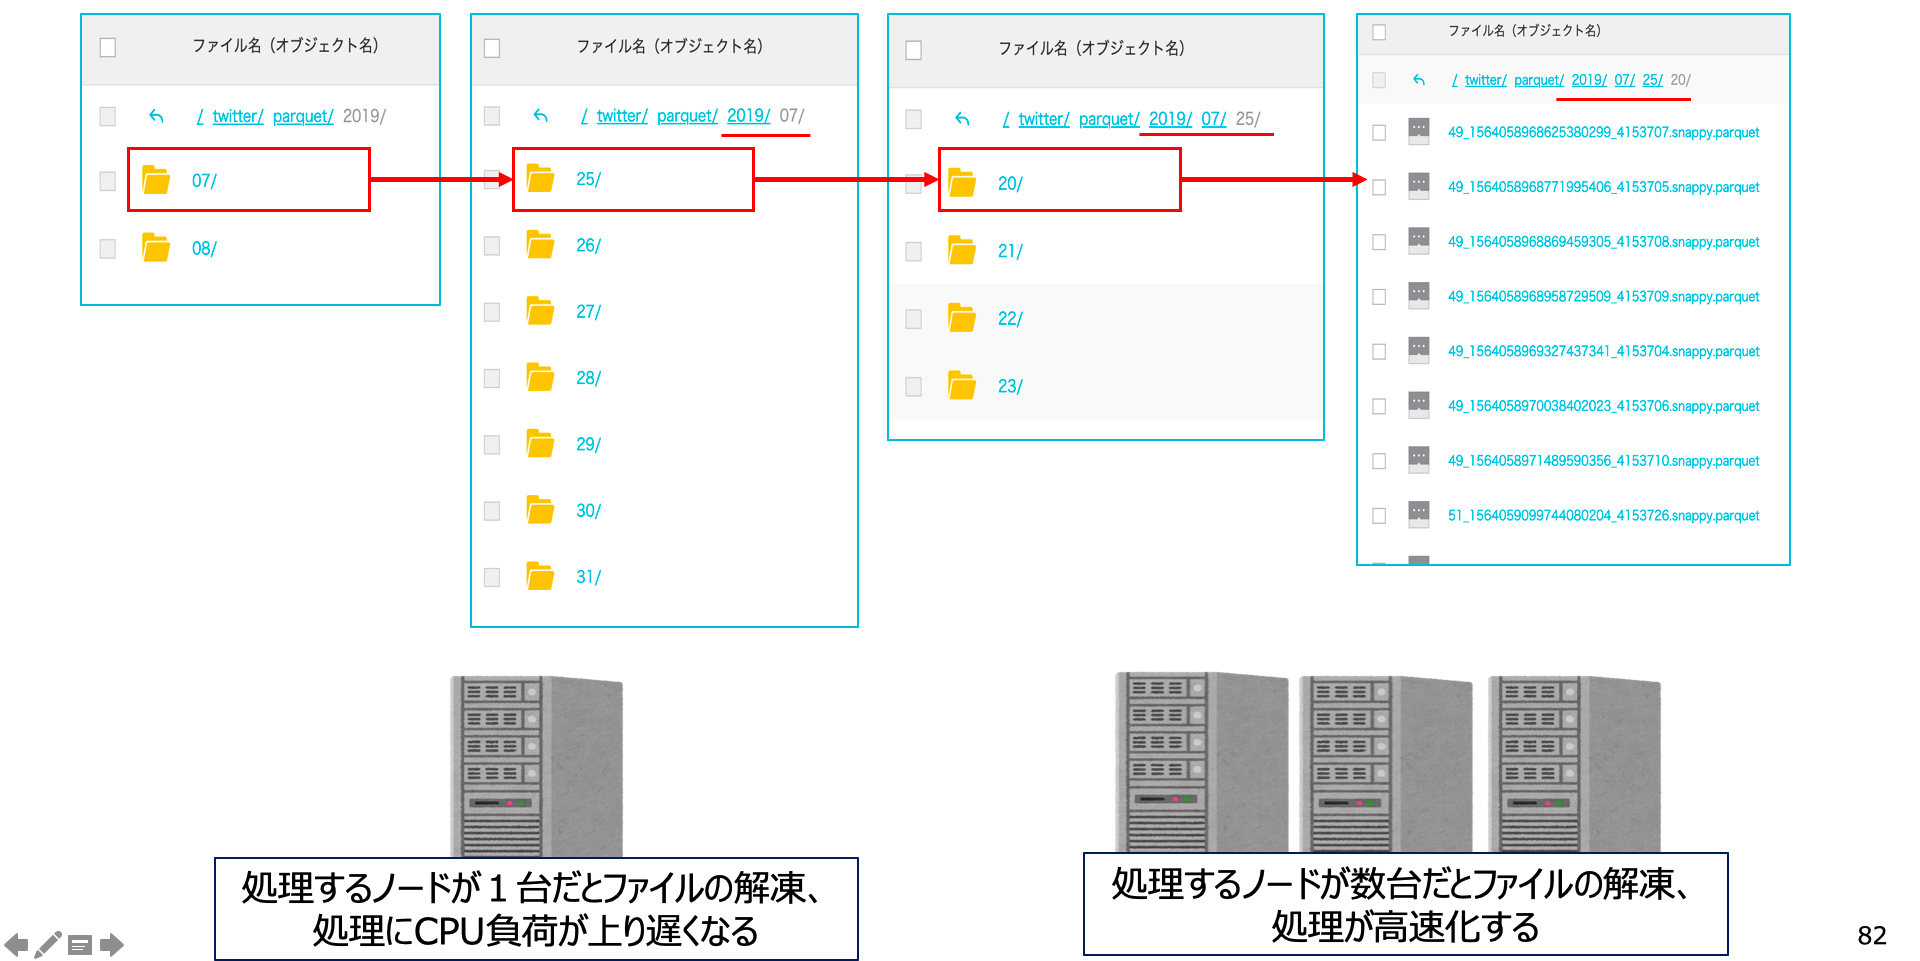 ファイル名（オブジェクト名）
/ twitter/ parquet/ 2019/
07/
08/
ファイル名（オブジェクト名）
/ twitter/ parquet/ 2019/ 07/
25/
26/
27/
28/
29/
30/
31/
ファイル名（オブジェクト名）
/ twitter/ parquet/ 2019/ 07/ 25/
20/
21/
22/
23/
ファイル名（オブジェクト名）
/ twitter/ parquet/ 2019/ 07/ 25/ 20/
49_1564058968625380299_4153707.snappy.parquet
49_1564058968771995406_4153705.snappy.parquet
49_1564058968869459305_4153708.snappy.parquet
49_1564058968958729509_4153709.snappy.parquet
49_1564058969327437341_4153704.snappy.parquet
49_1564058970038402023_4153706.snappy.parquet
49_1564058971489590356_4153710.snappy.parquet
51_1564059099744080204_4153726.snappy.parquet
処理するノードが１台だとファイルの解凍、
処理にCPU負荷が上り遅くなる
処理するノードが数台だとファイルの解凍、
処理が高速化する
82